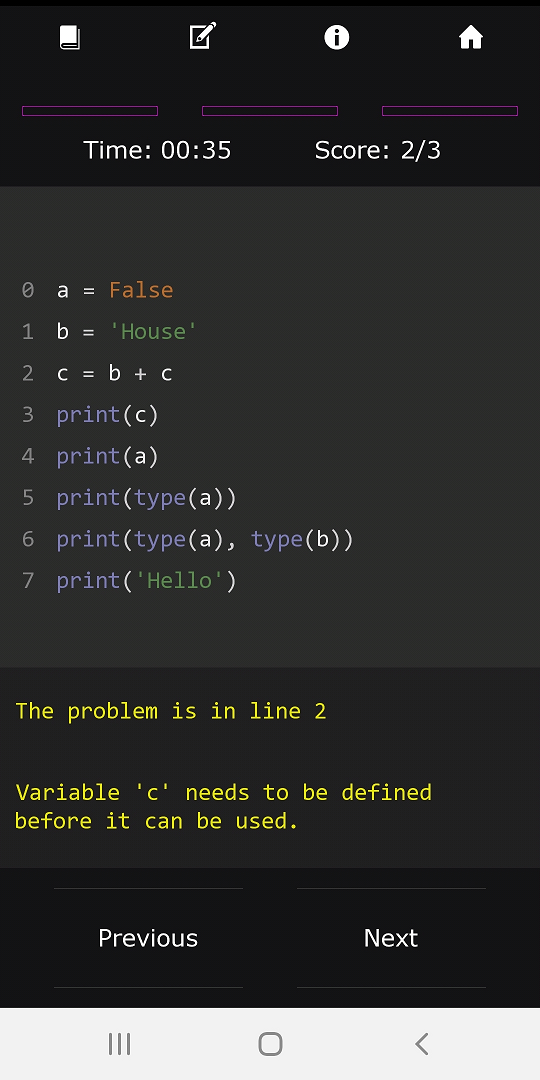 Time: 00:35 Score: 2/3
0 a = False
1 b = 'House'
2 c = b + c
3 print(c)
4 print(a)
5 print(type(a))
6 print(type(a), type(b))
7 print('Hello')
The problem is in line 2
Variable 'c' needs to be defined
before it can be used.
Previous Next